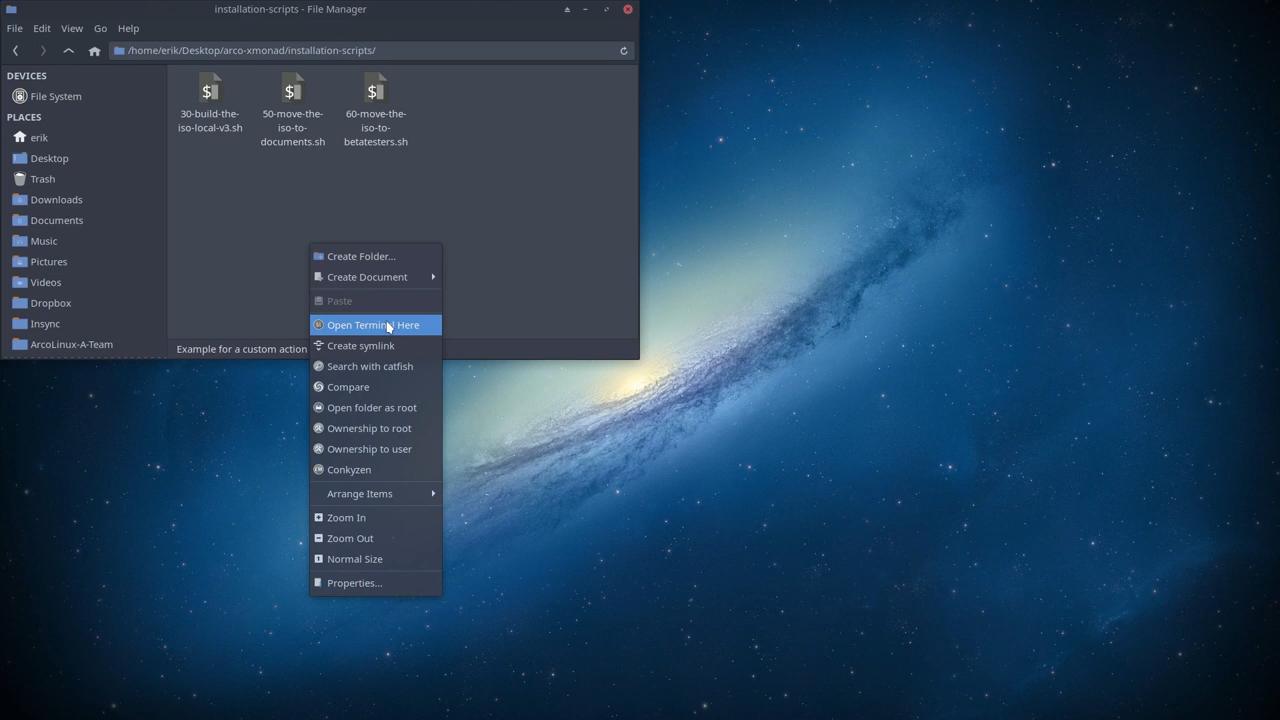 installation-scripts - File Manager
File Edit View Go Help
/home/erik/Desktop/arco-xmonad/installation-scripts/
DEVICES
File System
PLACES
erik
Desktop
Trash
Downloads
Documents
Music
Pictures
Videos
Dropbox
Insync
ArcoLinux-A-Team
30-build-the-
iso-local-v3.sh
50-move-the-
iso-to-
documents.sh
60-move-the-
iso-to-
betatesters.sh
Example for a custom action
Create Folder...
Create Document
Paste
Open Terminal Here
Create symlink
Search with catfish
Compare
Open folder as root
Ownership to root
Ownership to user
Conkyzen
Arrange Items
Zoom In
Zoom Out
Normal Size
Properties...